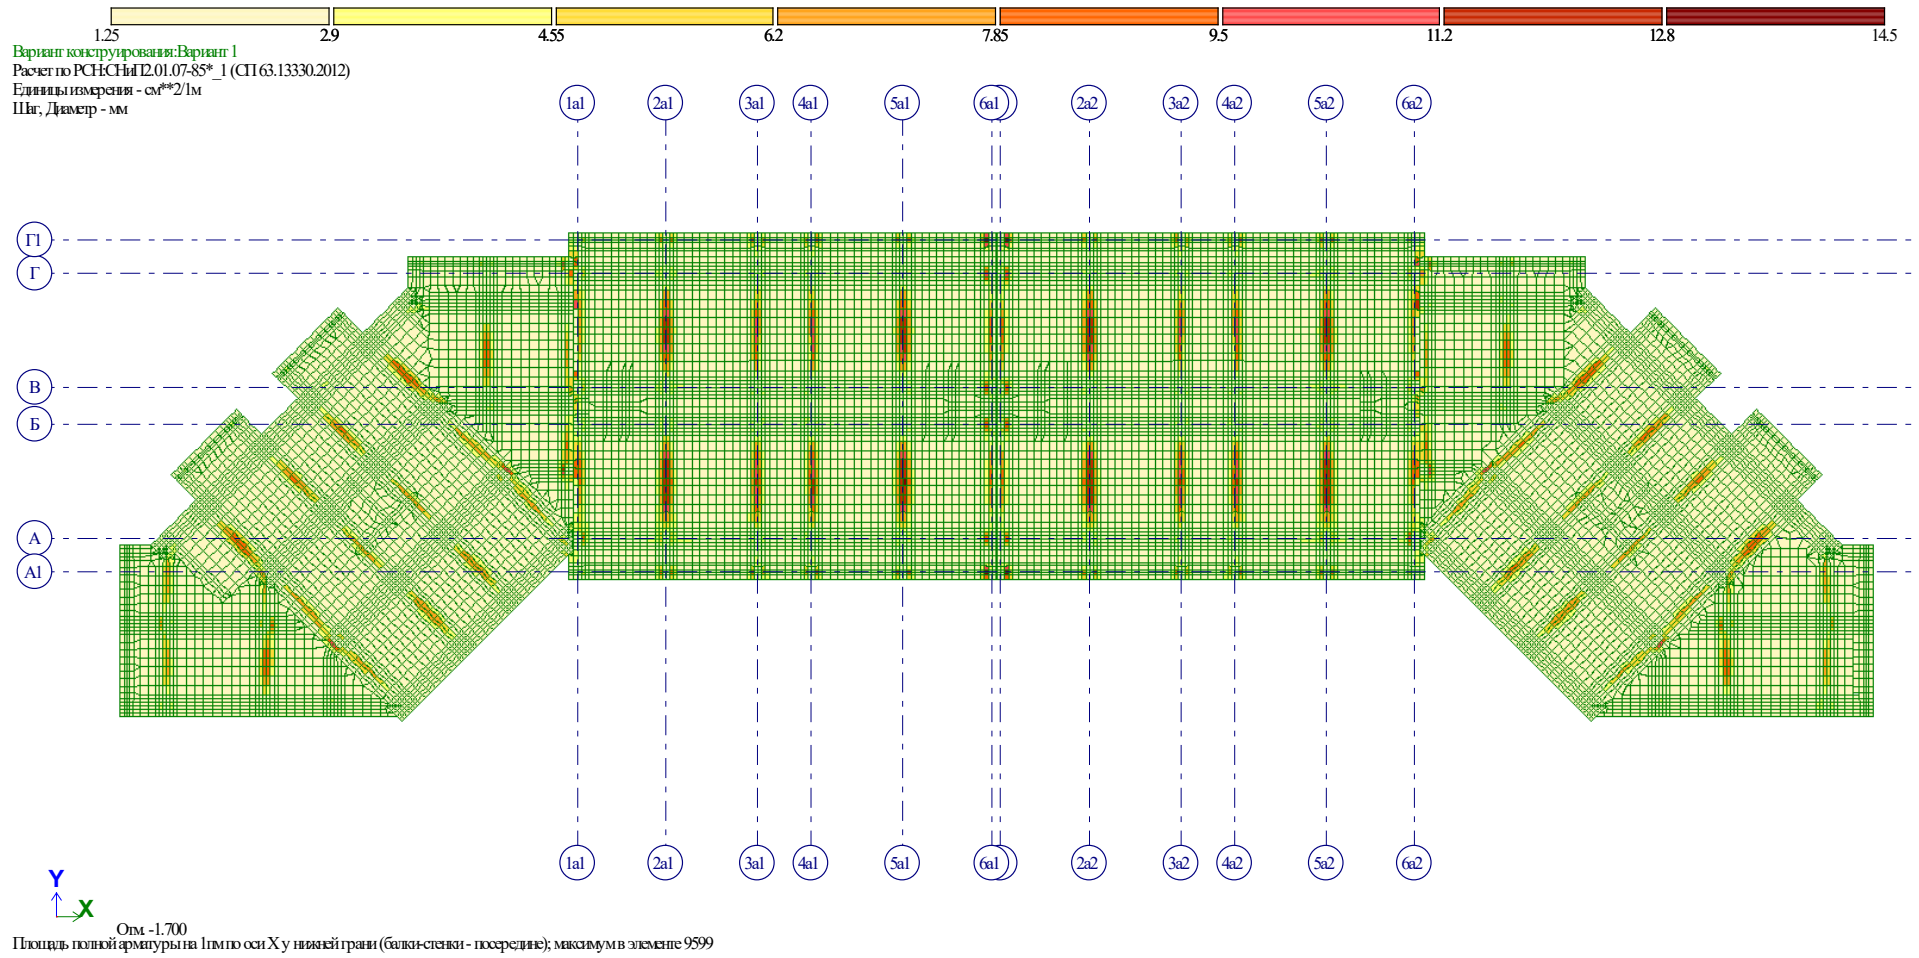 1.25 2.9 4.55 6.2 7.85 9.5 11.2 12.8 14.5
Вариант конструирования:Вариант 1
Расчет по РСН:СНиП2.01.07-85*_1 (СП 63.13330.2012)
Единицы измерения - см**2/1м
Шаг, Диаметр - мм
1а1 2а1 3а1 4а1 5а1 6а1 2а2 3а2 4а2 5а2 6а2
Г1
Г
В
Б
А
А1
1а1 2а1 3а1 4а1 5а1 6а1 2а2 3а2 4а2 5а2 6а2
Y
X
Отм. -1.700
Площадь полной арматуры на 1пм по оси X у нижней грани (балки-стенки - посередине); максимум в элементе 9599